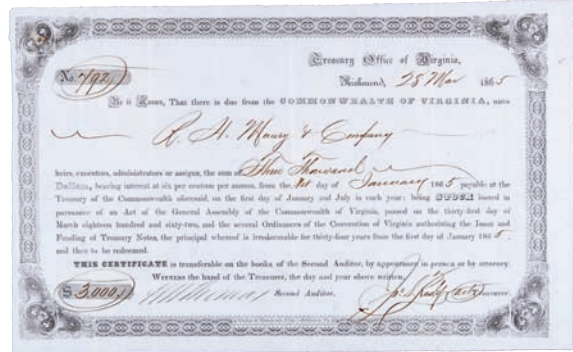 Treasury Office of Virginia,
No 792
Richmond, 28 Mar 1865
Be it Known, That there is due from the COMMONWEALTH OF VIRGINIA, unto
R. H. Maury & Company
heirs, executors, administrators or assigns, the sum of Three Thousand
Dollars, bearing interest at six per centum per annum, from the 1st day of January 1865 payable at the
Treasury of the Commonwealth aforesaid, on the first day of January and July in each year; being STOCK issued in
pursuance of an Act of the General Assembly of the Commonwealth of Virginia, passed on the thirty-first day of
March eighteen hundred and sixty-two, and the several Ordinances of the Convention of Virginia authorizing the Issue and
Funding of Treasury Notes, the principal whereof is irredeemable for thirty-four years from the first day of January 1865
and then to be redeemed.
THIS CERTIFICATE is transferable on the books of the Second Auditor, by appearance in person or by attorney
WITNESS the hand of the Treasurer, the day and year above written.
$ 3,000
Second Auditor.
Treasurer